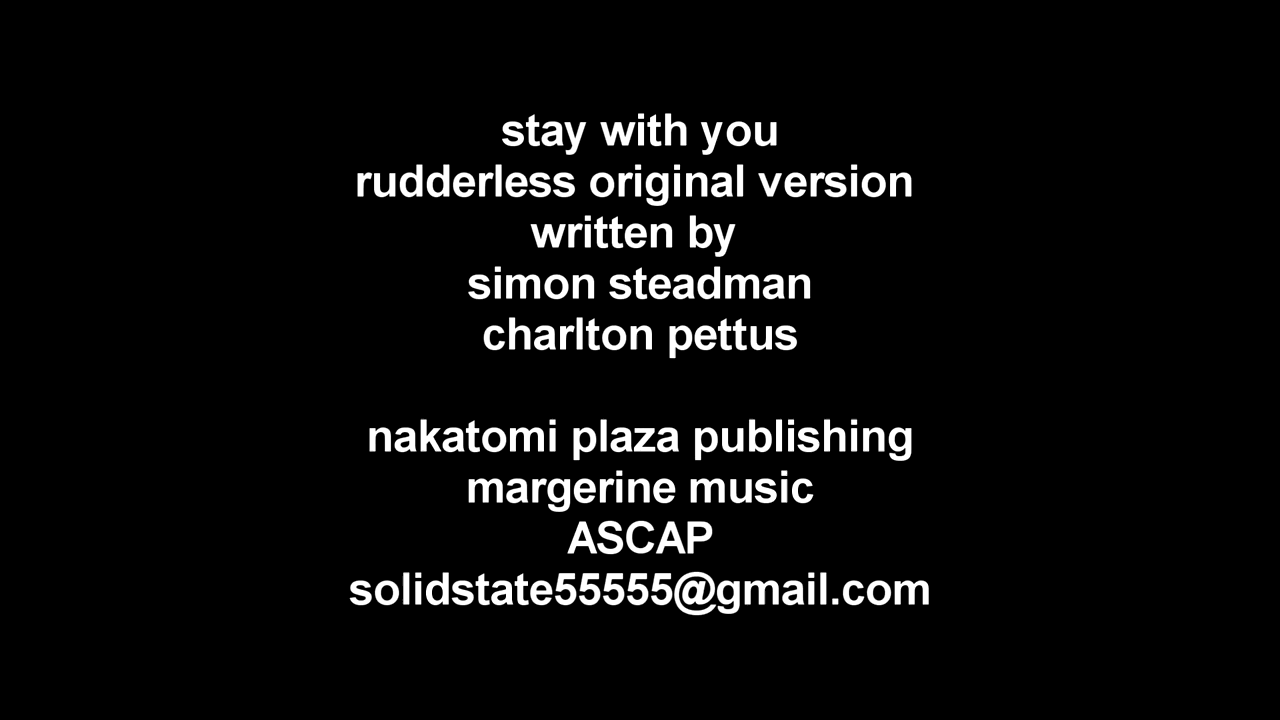 stay with you
rudderless original version
written by
simon steadman
charlton pettus
nakatomi plaza publishing
margerine music
ASCAP
solidstate55555@gmail.com